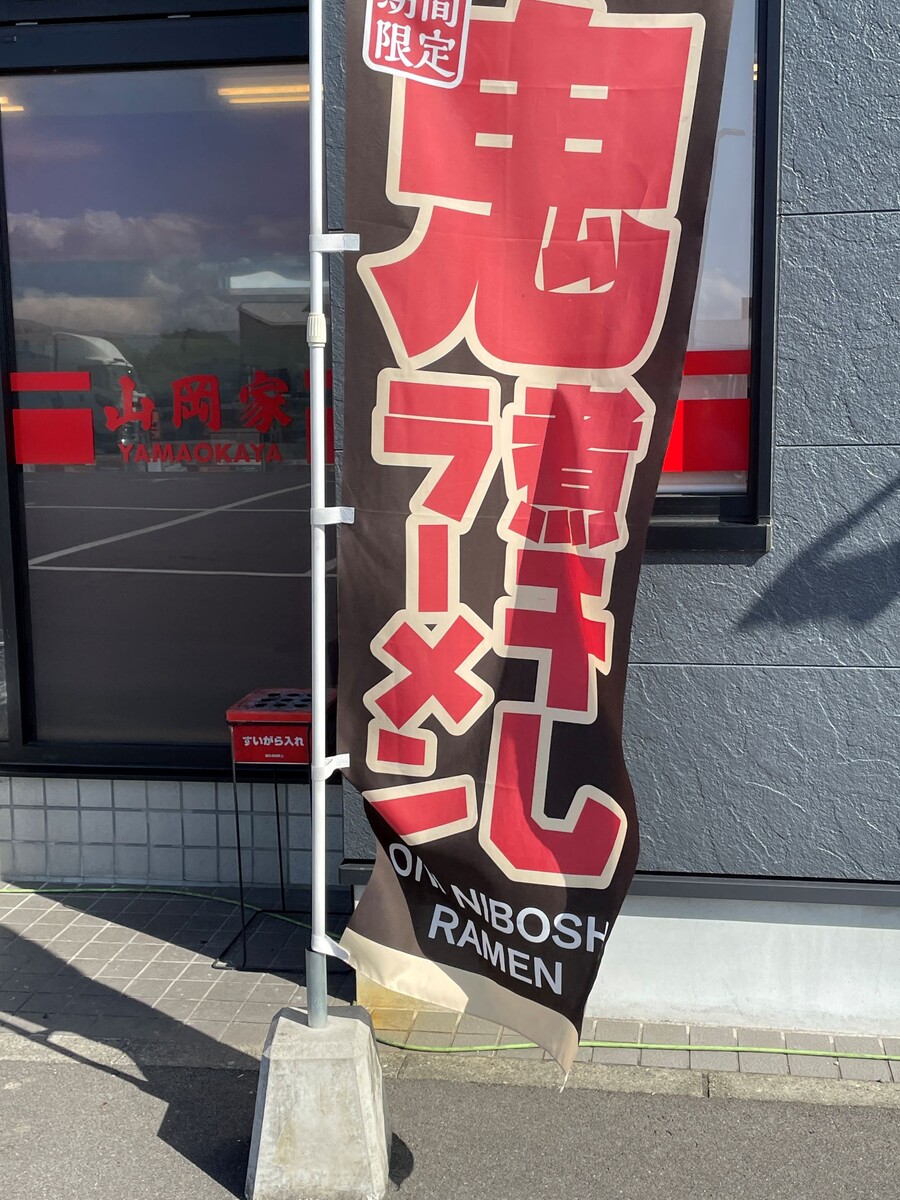 期間
限定
鬼
煮干し
ラーメン
ONI NIBOSHI
RAMEN
山岡家
YAMAOKAYA
すいがら入れ